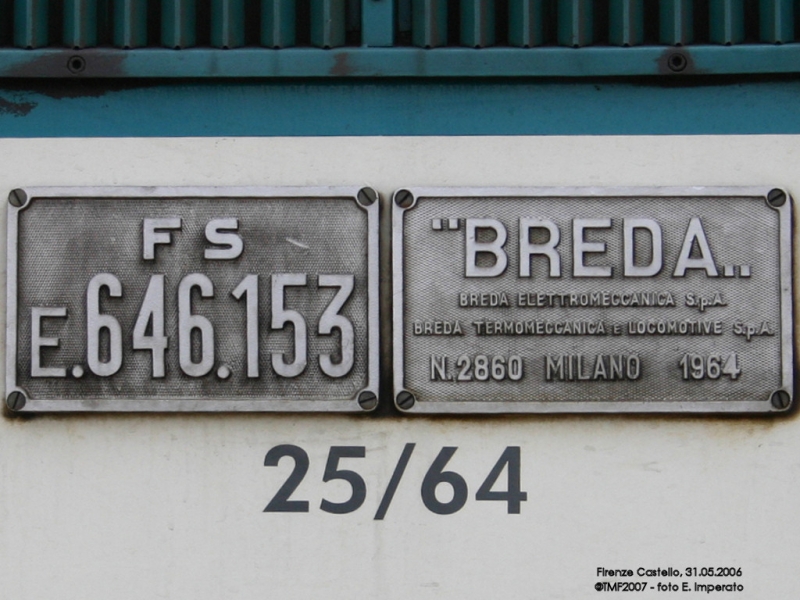 FS
E.646.153
"BREDA„
BREDA ELETTROMECCANICA S.p.A.
BREDA TERMOMECCANICA E LOCOMOTIVE S.p.A.
N.2860 MILANO 1964
25/64
Firenze Castello, 31.05.2006
@TMF2007 - foto E. Imperato